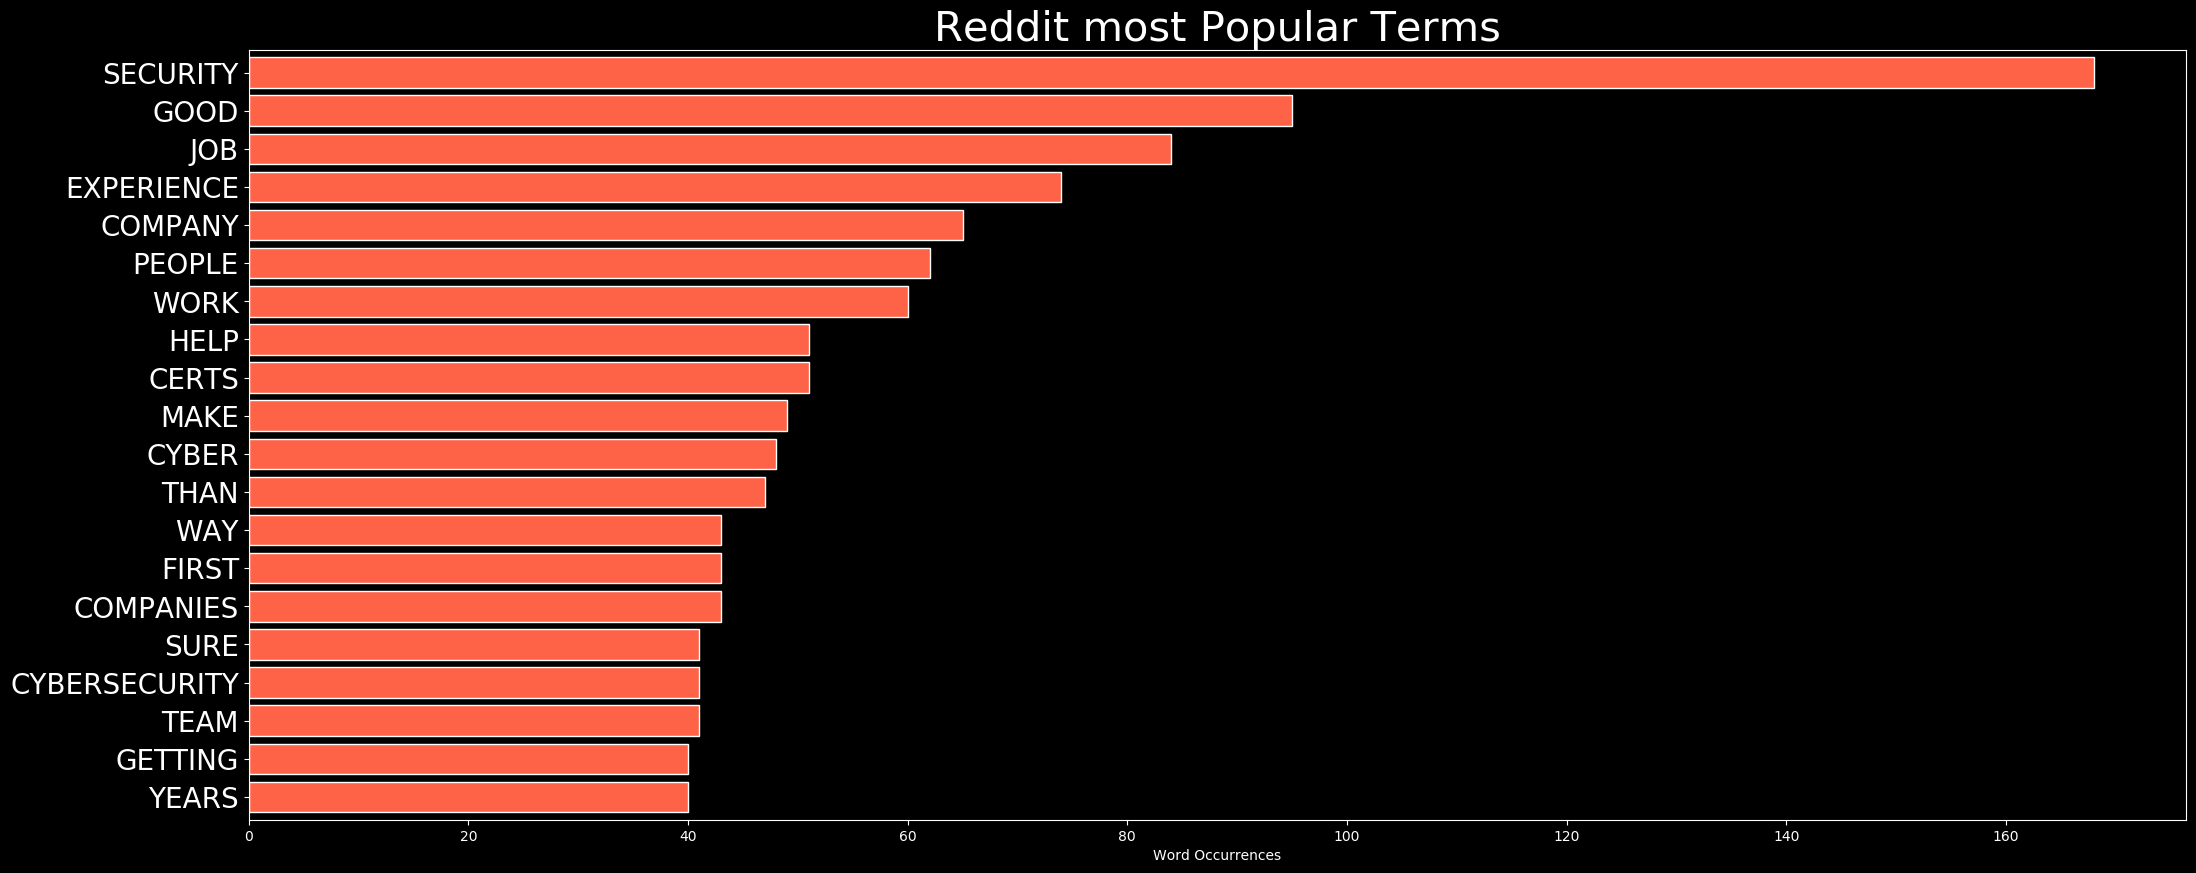 Reddit most Popular Terms
SECURITY
GOOD
JOB
EXPERIENCE
COMPANY
PEOPLE
WORK
HELP
CERTS
MAKE
CYBER
THAN
WAY
FIRST
COMPANIES
SURE
CYBERSECURITY
TEAM
GETTING
YEARS
0 20 40 60 80 100 120 140 160
Word Occurrences